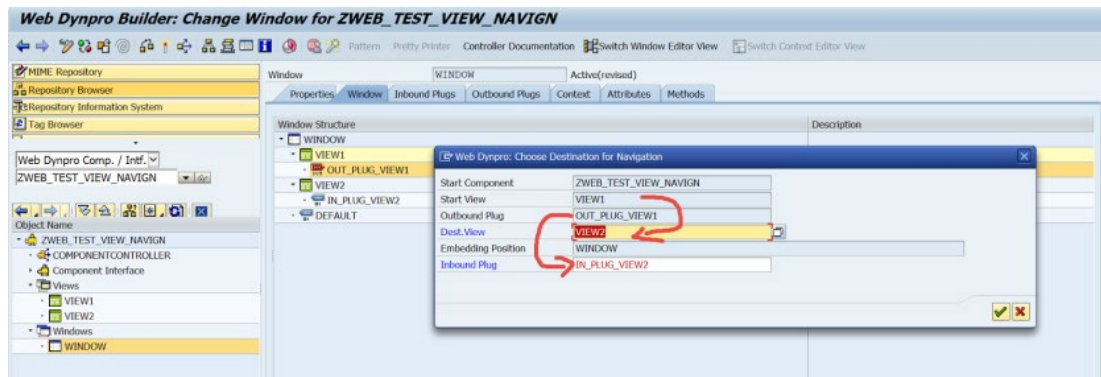 Web Dynpro Builder: Change Window for ZWEB_TEST_VIEW_NAVIGN
Pattern Pretty Printer Controller Documentation Switch Window Editor View Switch Context Editor View
MIME Repository
Repository Browser
Repository Information System
Tag Browser
Web Dynpro Comp. / Intf.
ZWEB_TEST_VIEW_NAVIGN
Object Name
ZWEB_TEST_VIEW_NAVIGN
COMPONENTCONTROLLER
Component Interface
Views
VIEW1
VIEW2
Windows
WINDOW
Window WINDOW Active(revised)
Properties Window Inbound Plugs Outbound Plugs Context Attributes Methods
Window Structure Description
WINDOW
VIEW1
OUT_PLUG_VIEW1
VIEW2
IN_PLUG_VIEW2
DEFAULT
Web Dynpro: Choose Destination for Navigation
Start Component ZWEB_TEST_VIEW_NAVIGN
Start View VIEW1
Outbound Plug OUT_PLUG_VIEW1
Dest.View VIEW2
Embedding Position WINDOW
Inbound Plug IN_PLUG_VIEW2